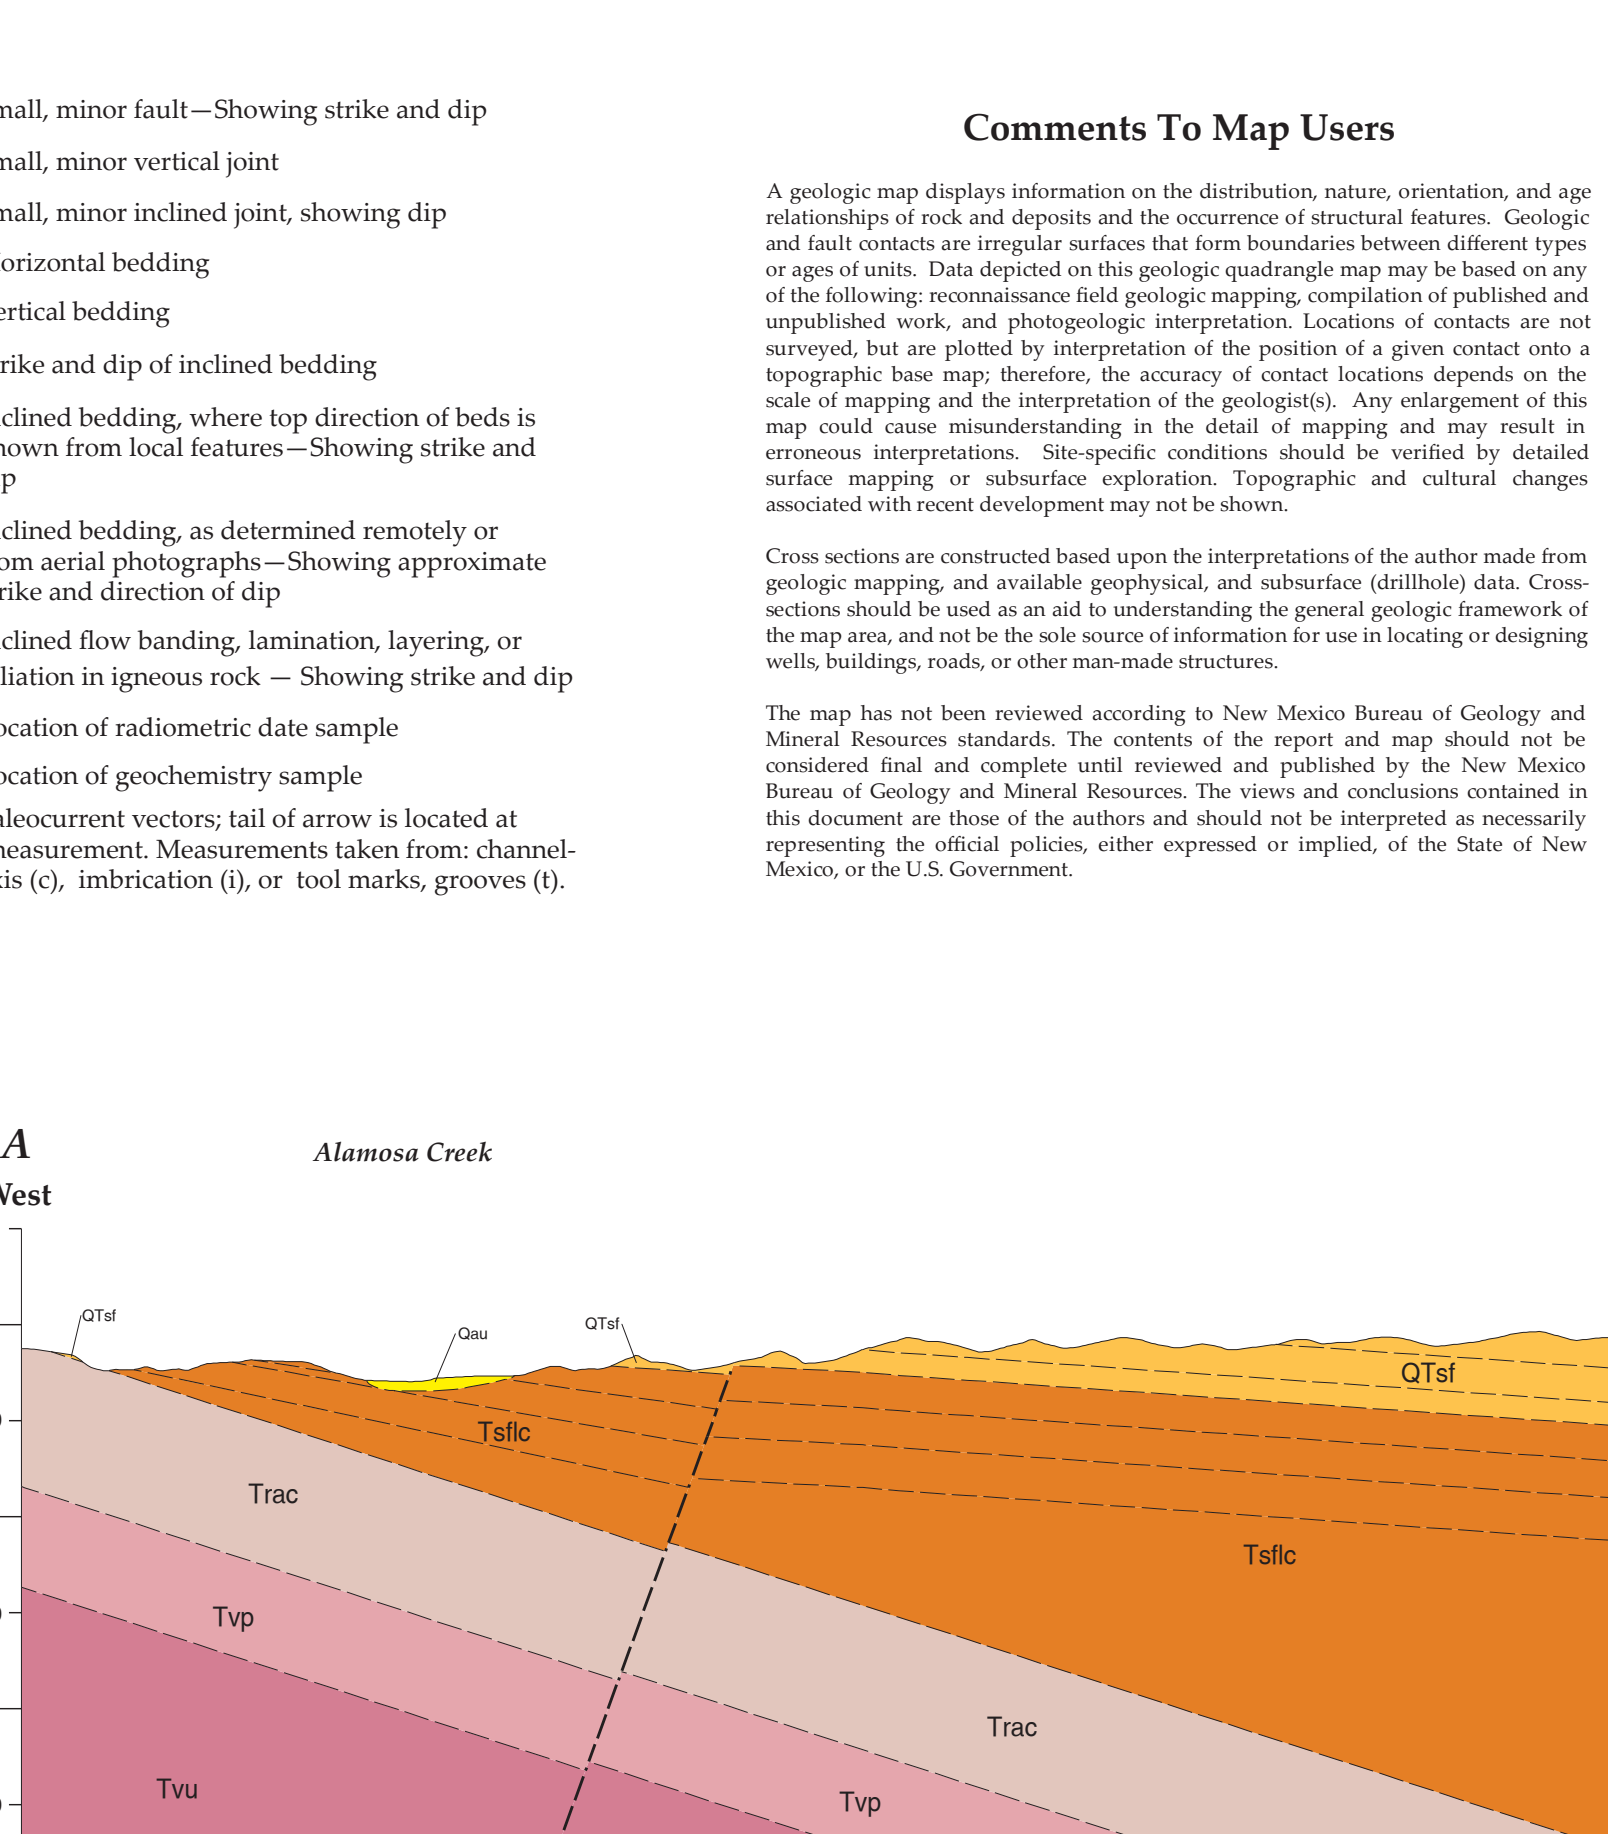 mall, minor fault—Showing strike and dip
mall, minor vertical joint
mall, minor inclined joint, showing dip
orizontal bedding
ertical bedding
rike and dip of inclined bedding
clined bedding, where top direction of beds is
nown from local features—Showing strike and
p
clined bedding, as determined remotely or
om aerial photographs—Showing approximate
rike and direction of dip
clined flow banding, lamination, layering, or
liation in igneous rock — Showing strike and dip
ocation of radiometric date sample
ocation of geochemistry sample
aleocurrent vectors; tail of arrow is located at
neasurement. Measurements taken from: channel-
xis (c), imbrication (i), or tool marks, grooves (t).
Comments To Map Users
A geologic map displays information on the distribution, nature, orientation, and age
relationships of rock and deposits and the occurrence of structural features. Geologic
and fault contacts are irregular surfaces that form boundaries between different types
or ages of units. Data depicted on this geologic quadrangle map may be based on any
of the following: reconnaissance field geologic mapping, compilation of published and
unpublished work, and photogeologic interpretation. Locations of contacts are not
surveyed, but are plotted by interpretation of the position of a given contact onto a
topographic base map; therefore, the accuracy of contact locations depends on the
scale of mapping and the interpretation of the geologist(s). Any enlargement of this
map could cause misunderstanding in the detail of mapping and may result in
erroneous interpretations. Site-specific conditions should be verified by detailed
surface mapping or subsurface exploration. Topographic and cultural changes
associated with recent development may not be shown.
Cross sections are constructed based upon the interpretations of the author made from
geologic mapping, and available geophysical, and subsurface (drillhole) data. Cross-
sections should be used as an aid to understanding the general geologic framework of
the map area, and not be the sole source of information for use in locating or designing
wells, buildings, roads, or other man-made structures.
The map has not been reviewed according to New Mexico Bureau of Geology and
Mineral Resources standards. The contents of the report and map should not be
considered final and complete until reviewed and published by the New Mexico
Bureau of Geology and Mineral Resources. The views and conclusions contained in
this document are those of the authors and should not be interpreted as necessarily
representing the official policies, either expressed or implied, of the State of New
Mexico, or the U.S. Government.
A
West
Alamosa Creek
QTsf
Qau
QTsf
QTsf
Tsflc
Trac
Tsflc
Tvp
Trac
Tvu
Tvp